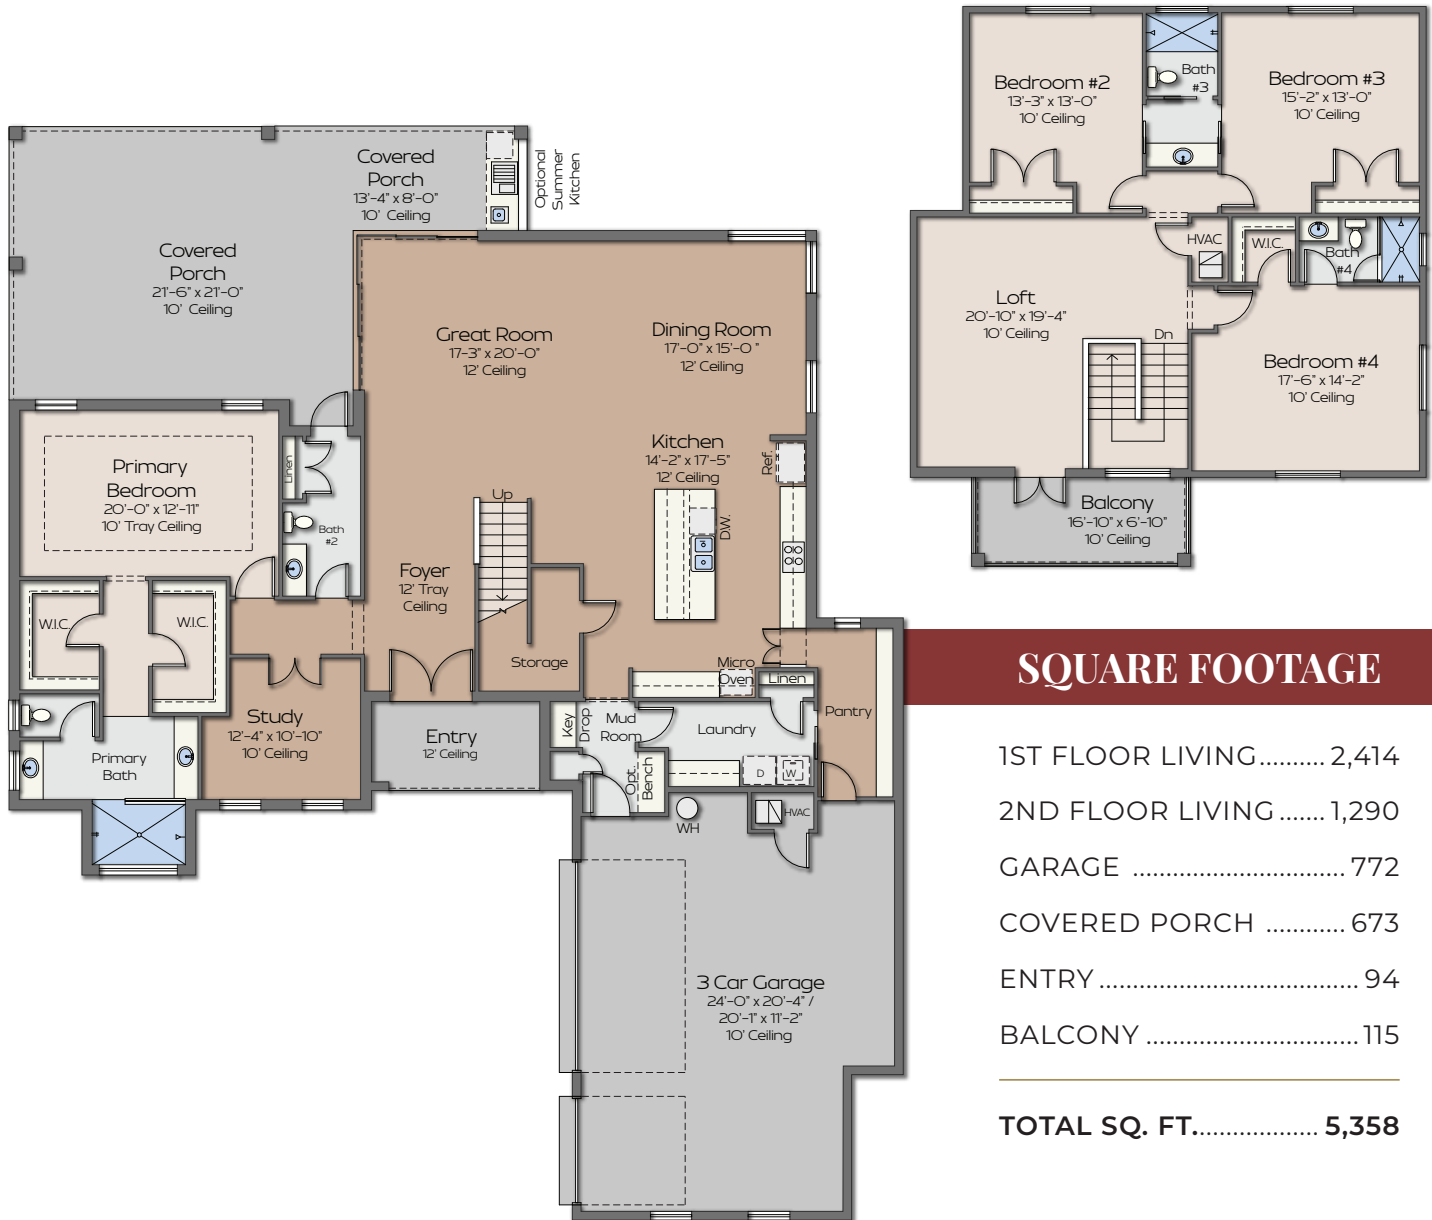 Covered
Porch
13'-4" x 8'-0"
10' Ceiling
Optional
Summer
Kitchen
Covered
Porch
21'-6" x 21'-0"
10' Ceiling
Great Room
17'-3" x 20'-0"
12' Ceiling
Dining Room
17'-0" x 15'-0"
12' Ceiling
Kitchen
14'-2" x 17'-5"
12' Ceiling
Ref.
D.W.
Primary
Bedroom
20'-0" x 12'-11"
10' Tray Ceiling
Linen
Bath
#2
Up
Foyer
12' Tray
Ceiling
Storage
W.I.C.
W.I.C.
Micro
Oven
Linen
Pantry
Study
12'-4" x 10'-10"
10' Ceiling
Entry
12' Ceiling
Key
Drop
Mud
Room
Laundry
D
W
Opt.
Bench
Primary
Bath
WH
HVAC
3 Car Garage
24'-0" x 20'-4" /
20'-1" x 11'-2"
10' Ceiling
Bedroom #2
13'-3" x 13'-0"
10' Ceiling
Bath
#3
Bedroom #3
15'-2" x 13'-0"
10' Ceiling
HVAC
W.I.C.
Bath
#4
Loft
20'-10" x 19'-4"
10' Ceiling
Dn
Bedroom #4
17'-6" x 14'-2"
10' Ceiling
Balcony
16'-10" x 6'-10"
10' Ceiling
SQUARE FOOTAGE
1ST FLOOR LIVING.......... 2,414
2ND FLOOR LIVING....... 1,290
GARAGE ................................ 772
COVERED PORCH ............ 673
ENTRY....................................... 94
BALCONY ................................ 115
TOTAL SQ. FT................... 5,358